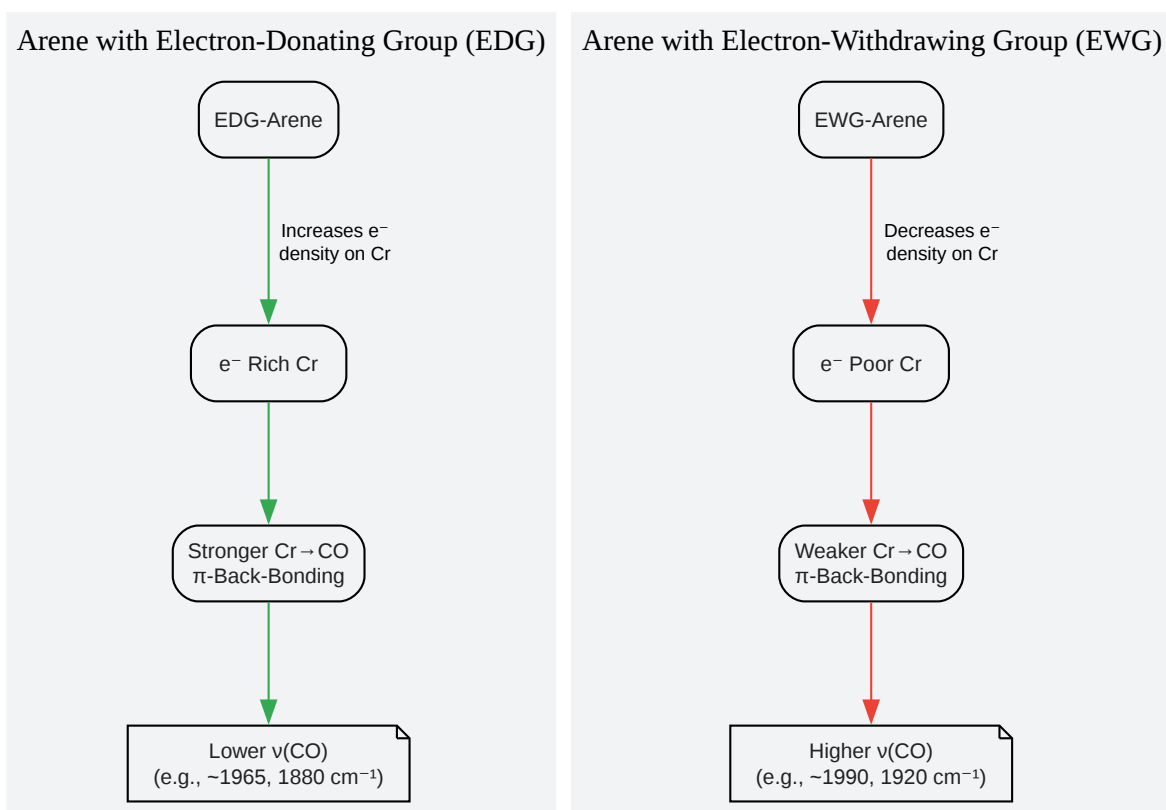 Arene with Electron-Donating Group (EDG)
EDG-Arene
Increases e⁻
density on Cr
e⁻ Rich Cr
Stronger Cr→CO
π-Back-Bonding
Lower ν(CO)
(e.g., ~1965, 1880 cm⁻¹)
Arene with Electron-Withdrawing Group (EWG)
EWG-Arene
Decreases e⁻
density on Cr
e⁻ Poor Cr
Weaker Cr→CO
π-Back-Bonding
Higher ν(CO)
(e.g., ~1990, 1920 cm⁻¹)